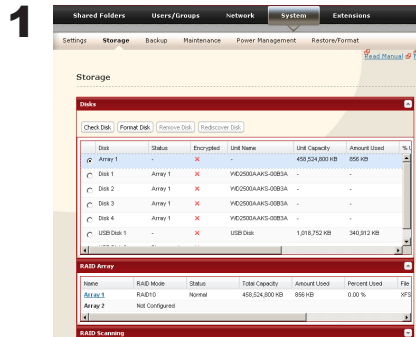 1
Shared Folders Users/Groups Network System Extensions
Settings Storage Backup Maintenance Power Management Restore/Format
Read Manual
Storage
Disks
Check Disk Format Disk Remove Disk Rediscover Disk
Disk Status Encrypted Unit Name Unit Capacity Amount Used % U
Array 1 - - 458,524,800 KB 856 KB
Disk 1 Array 1 WD2500AAKS-00B3A - -
Disk 2 Array 1 WD2500AAKS-00B3A - -
Disk 3 Array 1 WD2500AAKS-00B3A - -
Disk 4 Array 1 WD2500AAKS-00B3A - -
USB Disk 1 - USB Disk 1,018,752 KB 340,912 KB
RAID Array
Name RAID Mode Status Total Capacity Amount Used Percent Used File
Array 1 RAID10 Normal 458,524,800 KB 856 KB 0.00 % XFS
Array 2 Not Configured
RAID Scanning